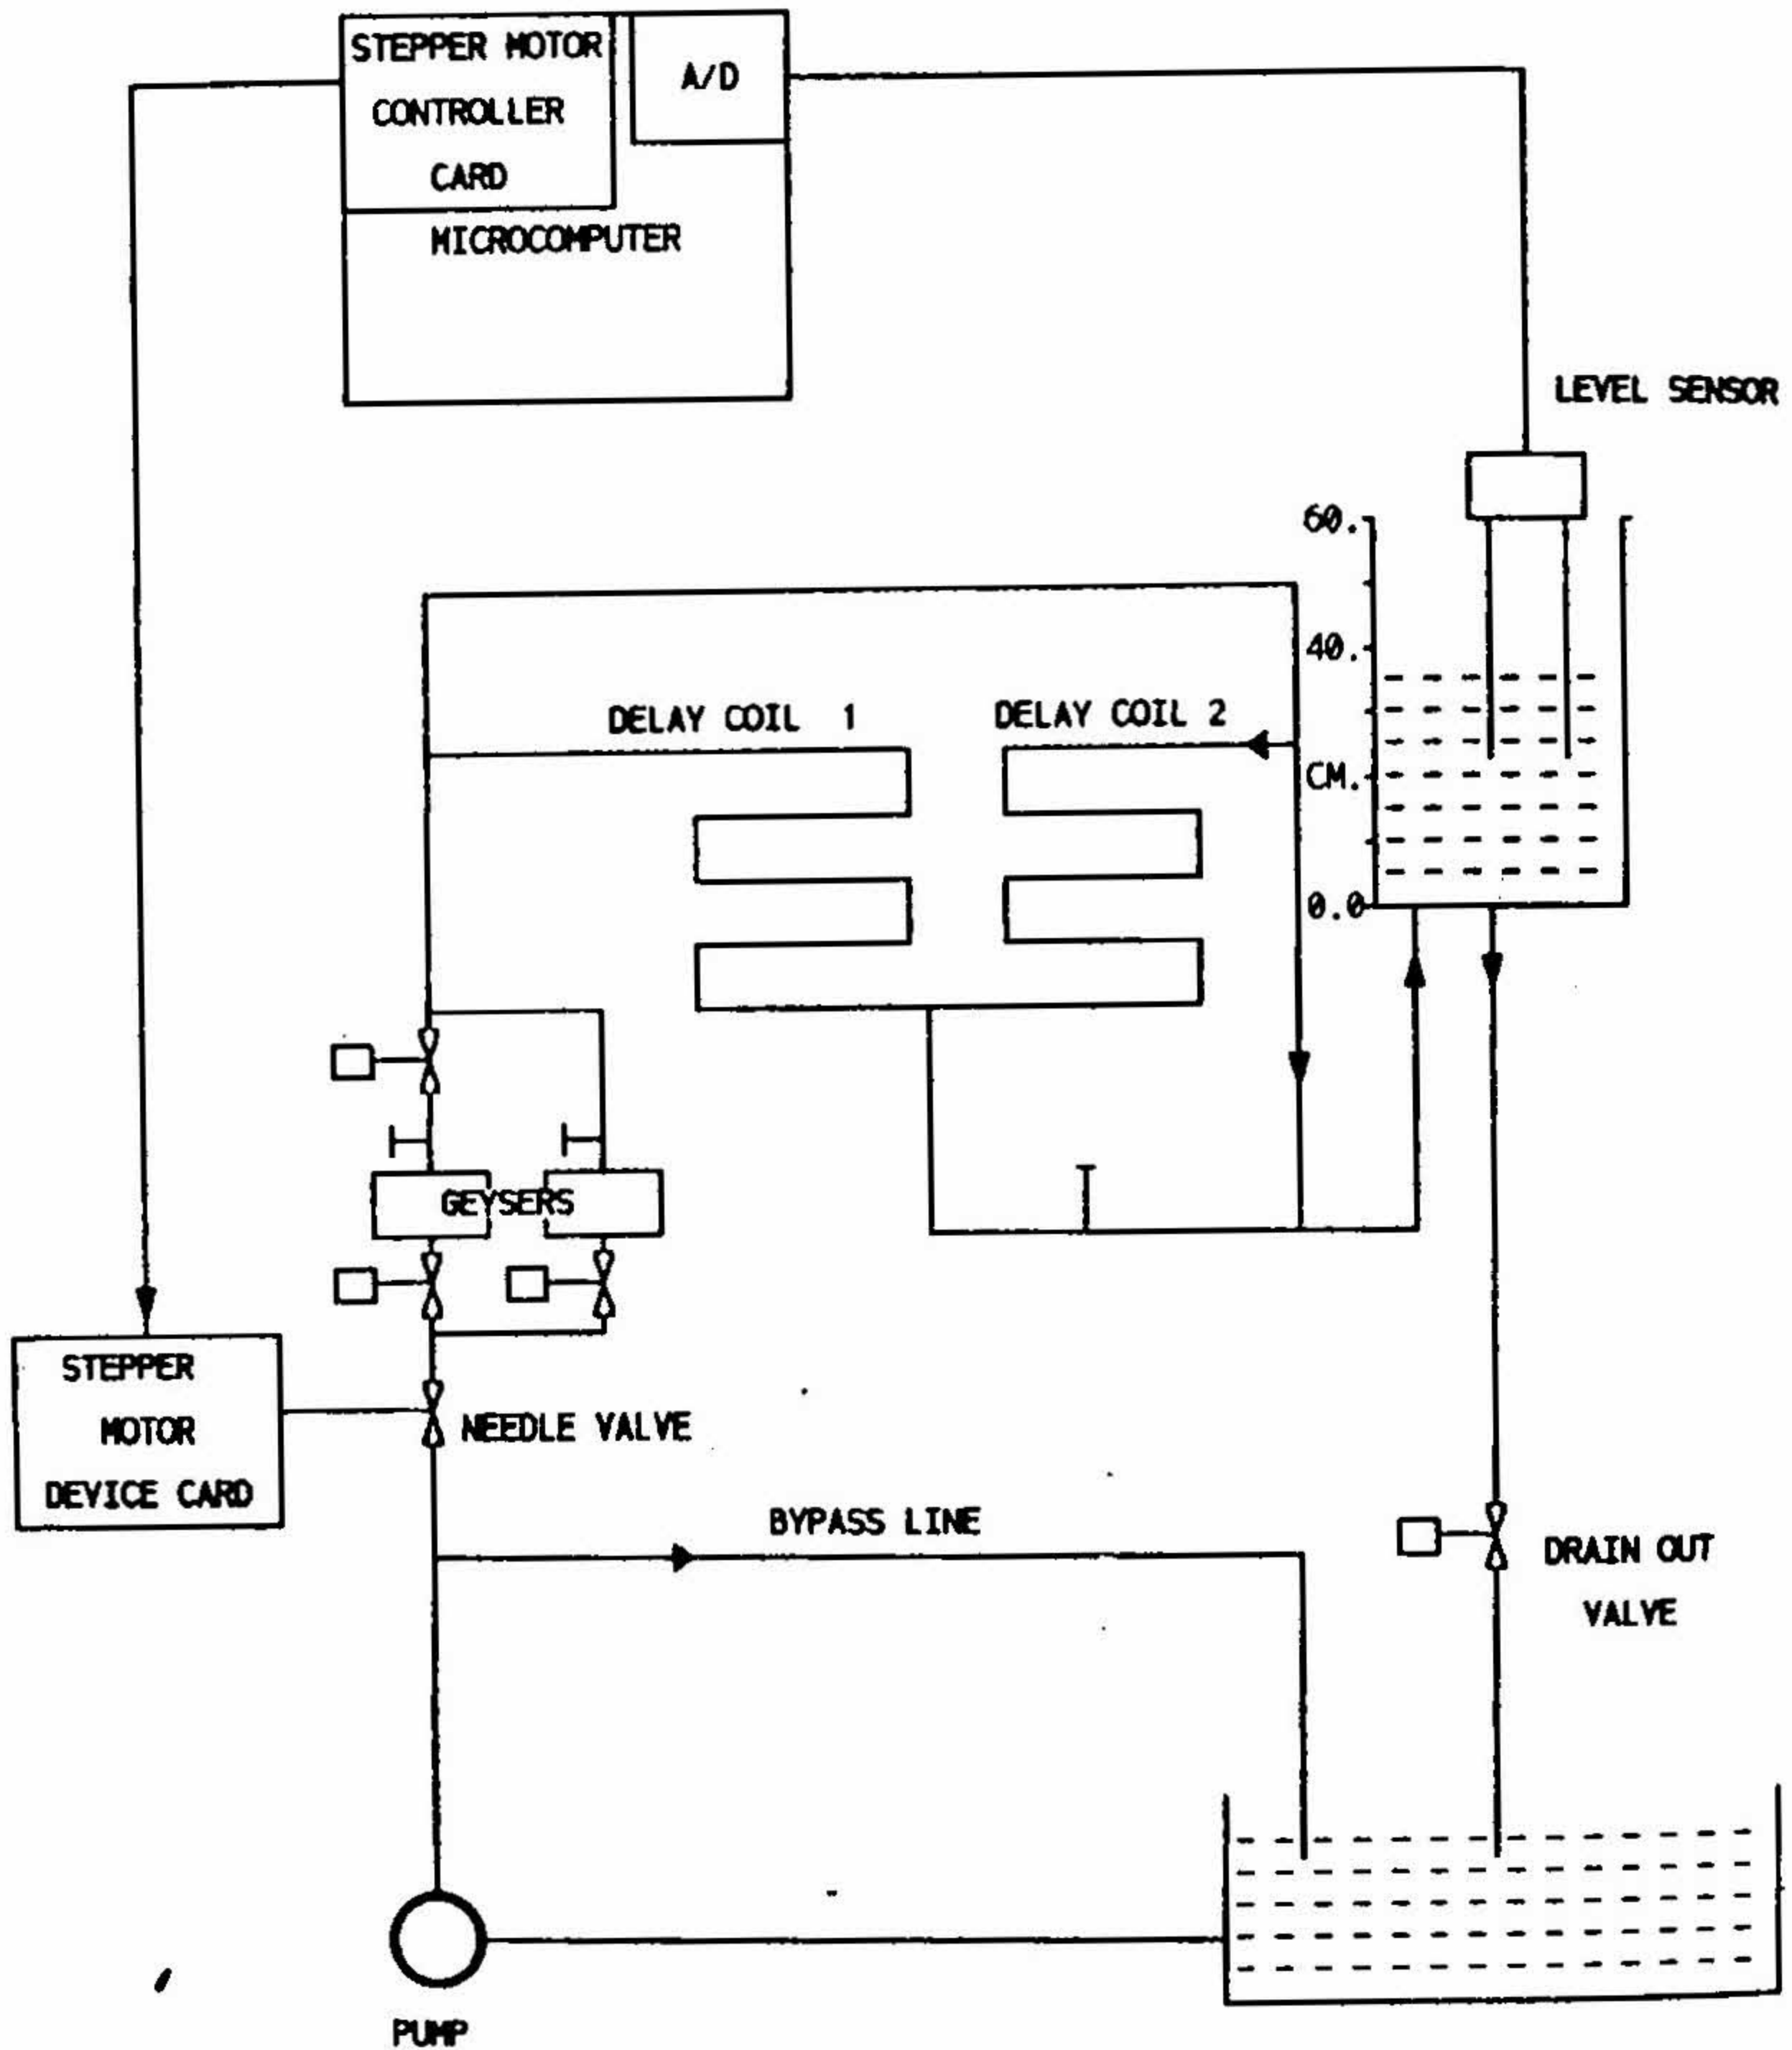 STEPPER MOTOR
CONTROLLER
CARD
A/D
MICROCOMPUTER
LEVEL SENSOR
60.
40.
CM.
0.0
DELAY COIL 1
DELAY COIL 2
GEYSERS
STEPPER
MOTOR
DEVICE CARD
NEEDLE VALVE
BYPASS LINE
DRAIN OUT
VALVE
PUMP